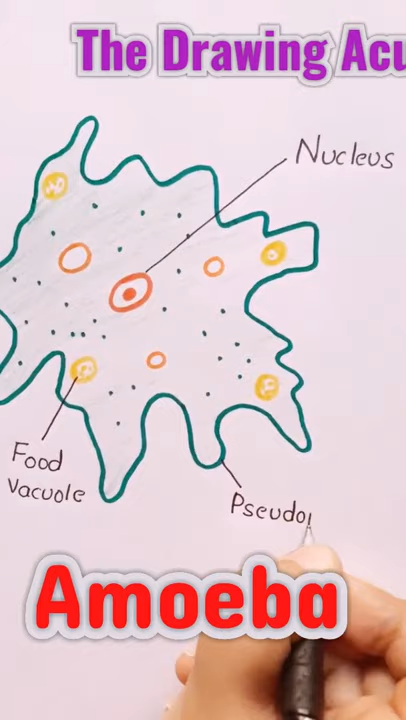 The Drawing Acu
Nucleus
Food
Vacuole
Pseudo
Amoeba